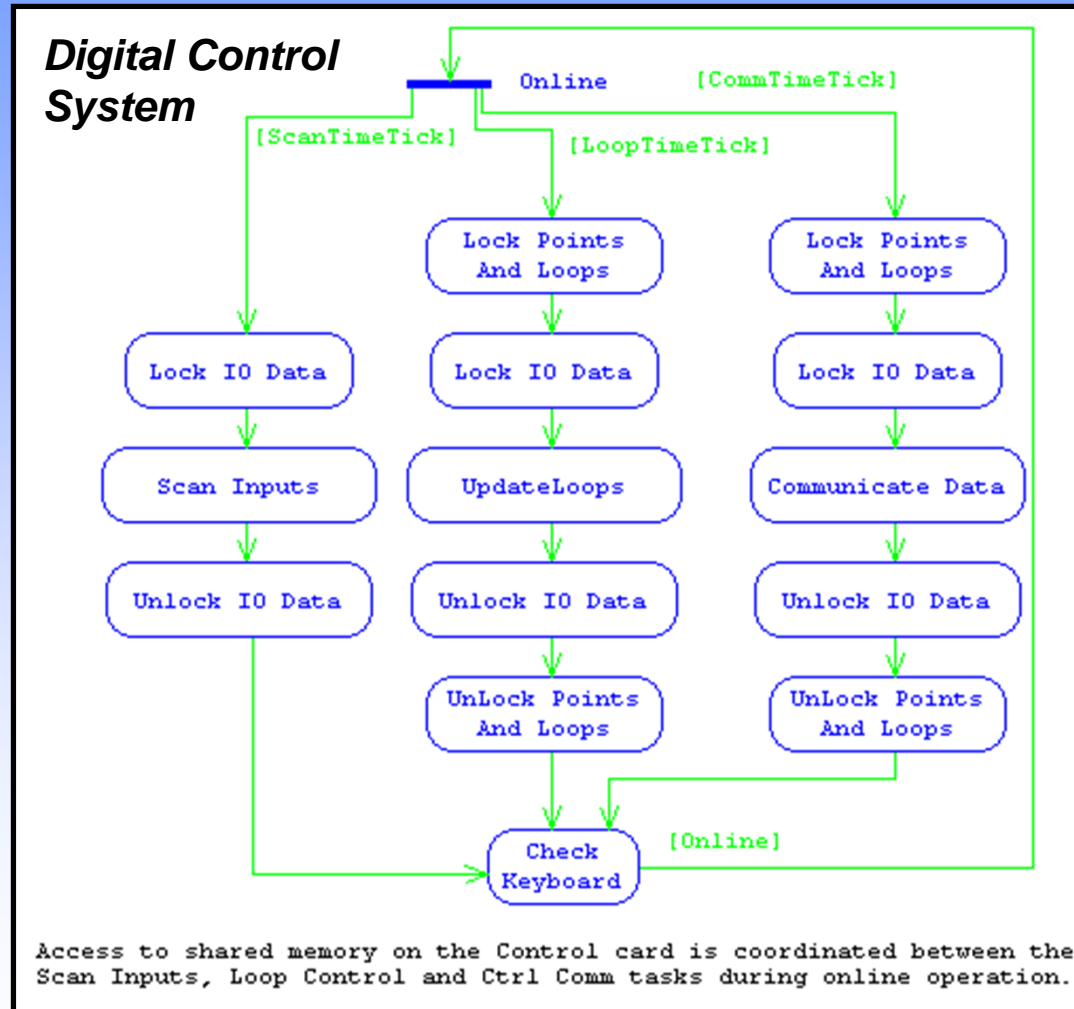 Digital Control
System
Online
[CommTimeTick]
[ScanTimeTick]
[LoopTimeTick]
Lock Points
And Loops
Lock Points
And Loops
Lock IO Data
Lock IO Data
Lock IO Data
Scan Inputs
UpdateLoops
Communicate Data
Unlock IO Data
Unlock IO Data
Unlock IO Data
UnLock Points
And Loops
UnLock Points
And Loops
Check
Keyboard
[Online]
Access to shared memory on the Control card is coordinated between the
Scan Inputs, Loop Control and Ctrl Comm tasks during online operation.